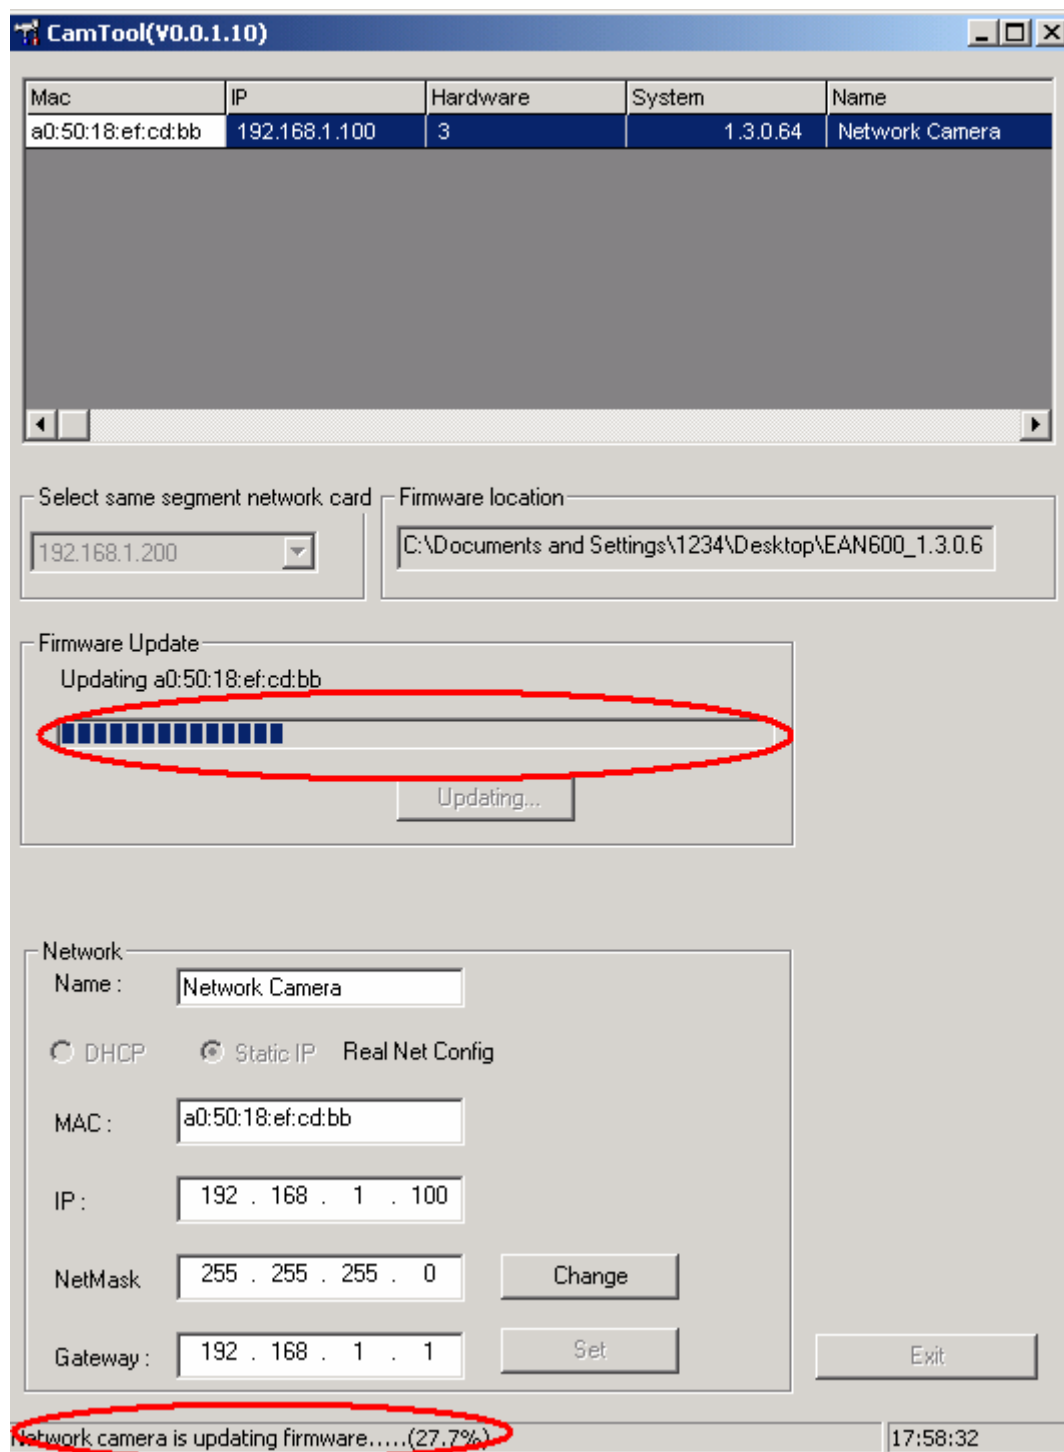 CamTool(V0.0.1.10)
Mac IP Hardware System Name
a0:50:18:ef:cd:bb 192.168.1.100 3 1.3.0.64 Network Camera
Select same segment network card Firmware location
192.168.1.200 C:\Documents and Settings\1234\Desktop\EAN600_1.3.0.6
Firmware Update
Updating a0:50:18:ef:cd:bb
Updating...
Network
Name : Network Camera
DHCP Static IP Real Net Config
MAC : a0:50:18:ef:cd:bb
IP : 192 . 168 . 1 . 100
NetMask 255 . 255 . 255 . 0 Change
Gateway : 192 . 168 . 1 . 1 Set Exit
Network camera is updating firmware.....(27.7%) 17:58:32